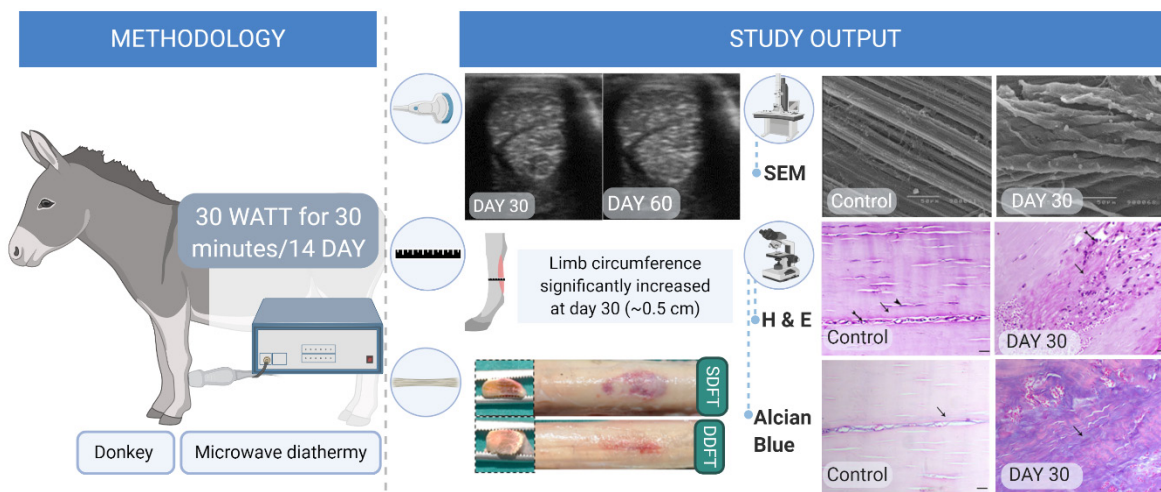 METHODOLOGY
30 WATT for 30
minutes/14 DAY
Donkey
Microwave diathermy
STUDY OUTPUT
DAY 30
DAY 60
Limb circumference
significantly increased
at day 30 (~0.5 cm)
SDFT
DDFT
SEM
H & E
Alcian
Blue
Control
DAY 30
Control
DAY 30
Control
DAY 30